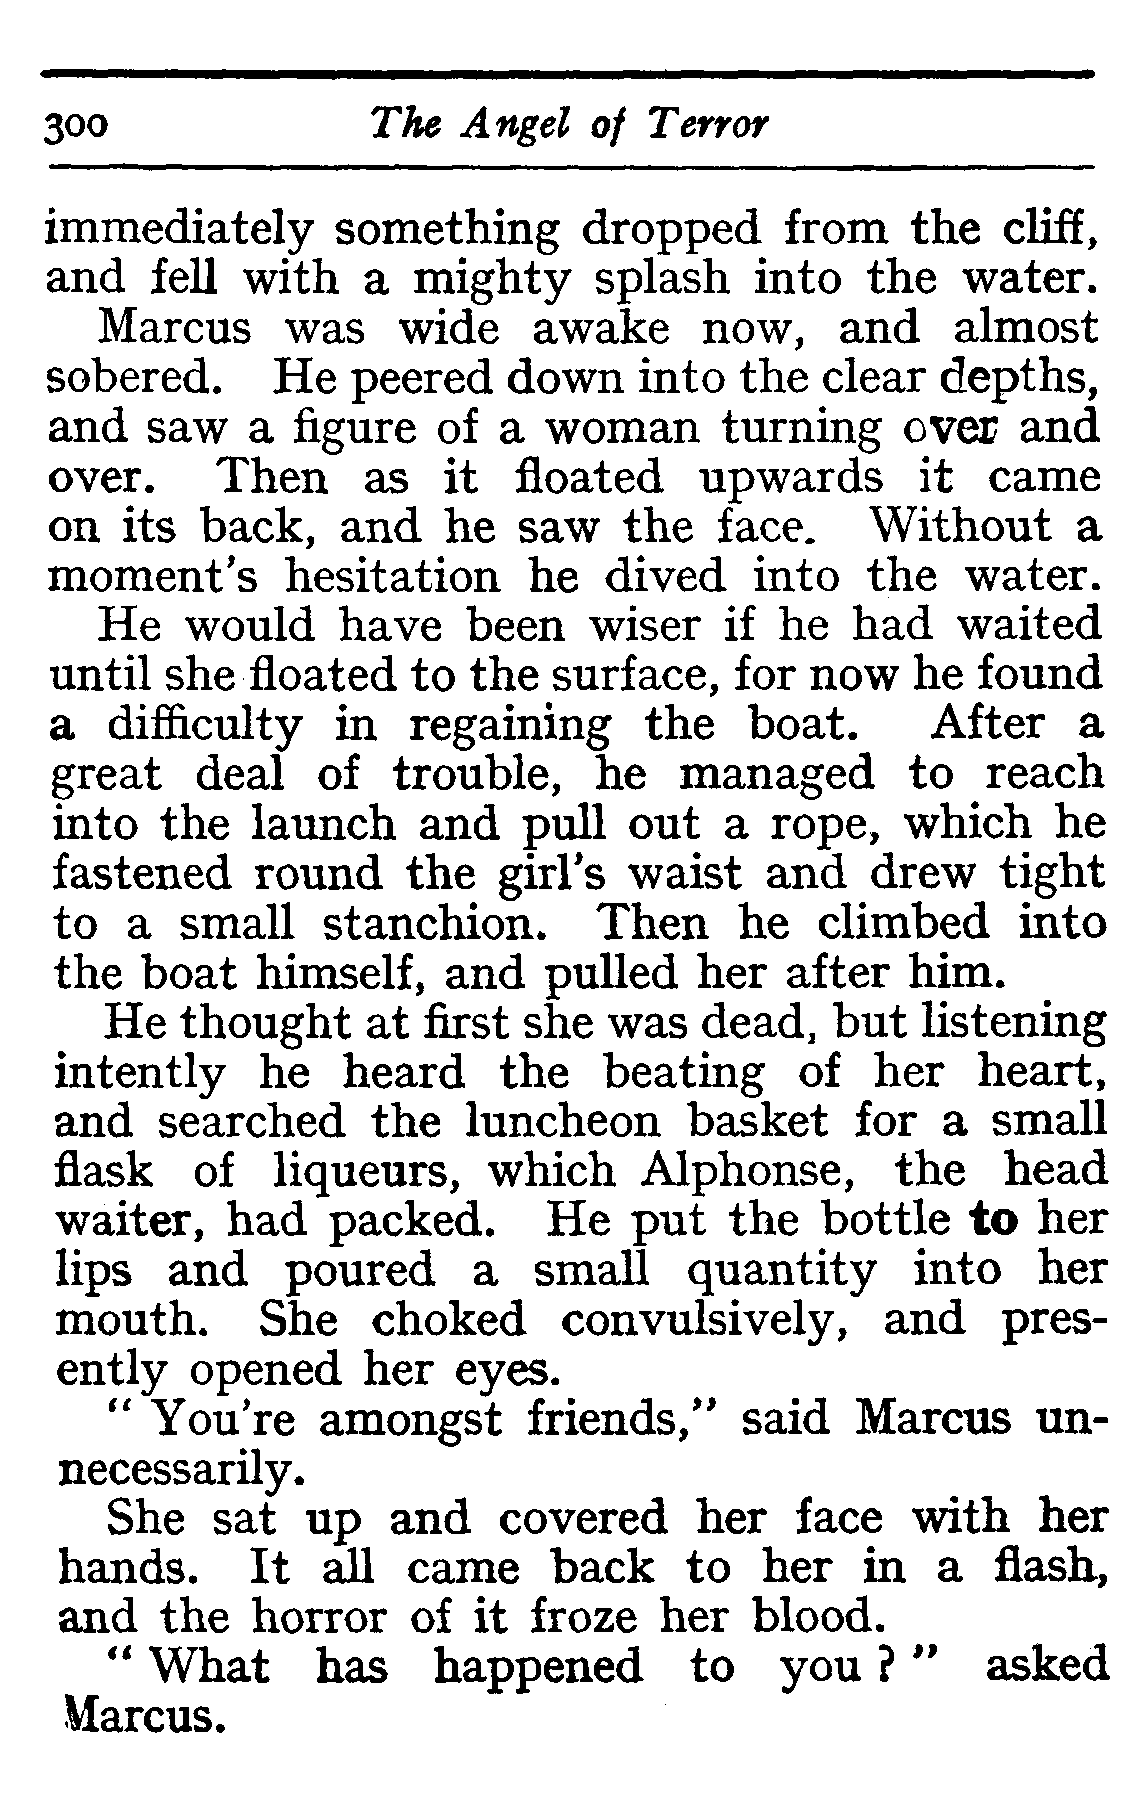 300 The Angel of Terror
immediately something dropped from the cliff,
and fell with a mighty splash into the water.
Marcus was wide awake now, and almost
sobered. He peered down into the clear depths,
and saw a figure of a woman turning over and
over. Then as it floated upwards it came
on its back, and he saw the face. Without a
moment's hesitation he dived into the water.
He would have been wiser if he had waited
until she floated to the surface, for now he found
a difficulty in regaining the boat. After a
great deal of trouble, he managed to reach
into the launch and pull out a rope, which he
fastened round the girl's waist and drew tight
to a small stanchion. Then he climbed into
the boat himself, and pulled her after him.
He thought at first she was dead, but listening
intently he heard the beating of her heart,
and searched the luncheon basket for a small
flask of liqueurs, which Alphonse, the head
waiter, had packed. He put the bottle to her
lips and poured a small quantity into her
mouth. She choked convulsively, and pres-
ently opened her eyes.
" You're amongst friends," said Marcus un-
necessarily.
She sat up and covered her face with her
hands. It all came back to her in a flash,
and the horror of it froze her blood.
" What has happened to you ? " asked
Marcus.